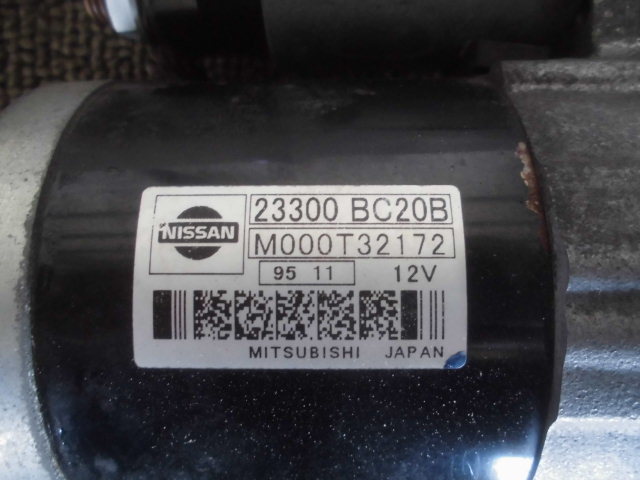 NISSAN
23300 BC20B
M000T32172
95 11 12V
MITSUBISHI JAPAN